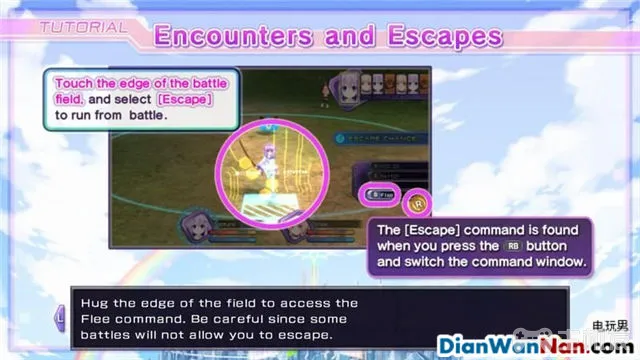 TUTORIAL
Encounters and Escapes
Touch the edge of the battle
field, and select [Escape]
to run from battle.
ESCAPE CHANCE
Flee
R
The [Escape] command is found
when you press the RB button
and switch the command window.
L
Hug the edge of the field to access the
Flee command. Be careful since some
battles will not allow you to escape.
电玩男
DianWanNan.com